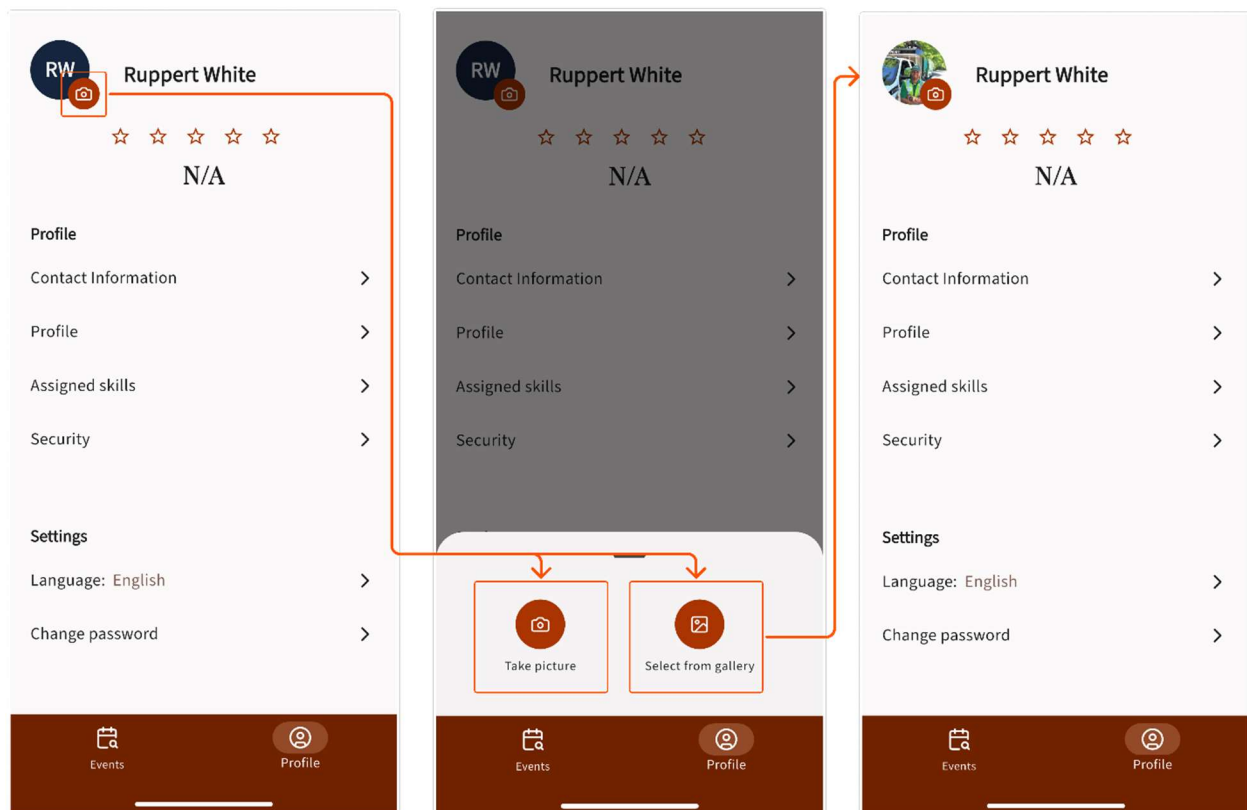 RW
Ruppert White
N/A
Profile
Contact Information
Profile
Assigned skills
Security
Settings
Language: English
Change password
Events
Profile
RW
Ruppert White
N/A
Profile
Contact Information
Profile
Assigned skills
Security
Take picture
Select from gallery
Events
Profile
Ruppert White
N/A
Profile
Contact Information
Profile
Assigned skills
Security
Settings
Language: English
Change password
Events
Profile